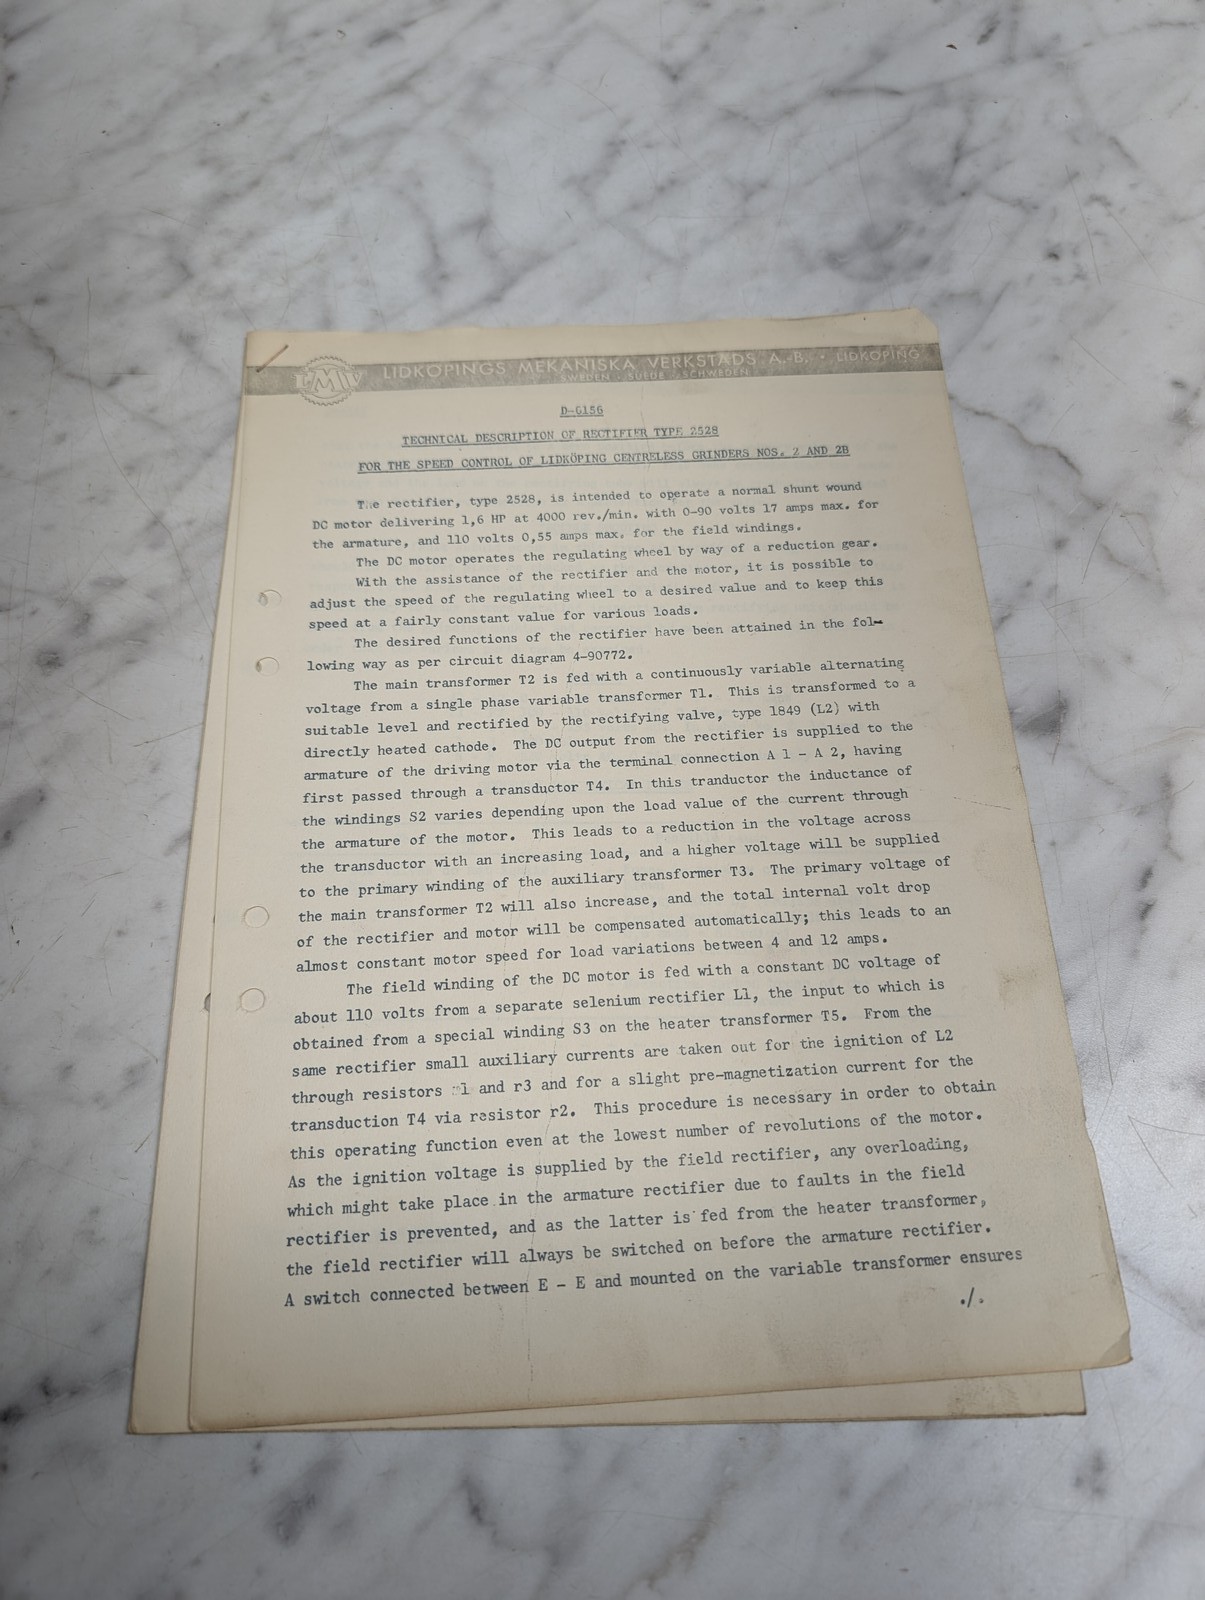 LMV
LIDKÖPINGS MEKANISKA VERKSTADS A.-B. · LIDKÖPING
SWEDEN · SUEDE · SCHWEDEN
D-6156
TECHNICAL DESCRIPTION OF RECTIFIER TYPE 2528
FOR THE SPEED CONTROL OF LIDKÖPING CENTRELESS GRINDERS NOS. 2 AND 2B
The rectifier, type 2528, is intended to operate a normal shunt wound
DC motor delivering 1,6 HP at 4000 rev./min. with 0-90 volts 17 amps max. for
the armature, and 110 volts 0,55 amps max. for the field windings.
The DC motor operates the regulating wheel by way of a reduction gear.
With the assistance of the rectifier and the motor, it is possible to
adjust the speed of the regulating wheel to a desired value and to keep this
speed at a fairly constant value for various loads.
The desired functions of the rectifier have been attained in the fol-
lowing way as per circuit diagram 4-90772.
The main transformer T2 is fed with a continuously variable alternating
voltage from a single phase variable transformer T1. This is transformed to a
suitable level and rectified by the rectifying valve, type 1849 (L2) with
directly heated cathode. The DC output from the rectifier is supplied to the
armature of the driving motor via the terminal connection A 1 - A 2, having
first passed through a transductor T4. In this tranductor the inductance of
the windings S2 varies depending upon the load value of the current through
the armature of the motor. This leads to a reduction in the voltage across
the transductor with an increasing load, and a higher voltage will be supplied
to the primary winding of the auxiliary transformer T3. The primary voltage of
the main transformer T2 will also increase, and the total internal volt drop
of the rectifier and motor will be compensated automatically; this leads to an
almost constant motor speed for load variations between 4 and 12 amps.
The field winding of the DC motor is fed with a constant DC voltage of
about 110 volts from a separate selenium rectifier L1, the input to which is
obtained from a special winding S3 on the heater transformer T5. From the
same rectifier small auxiliary currents are taken out for the ignition of L2
through resistors r1 and r3 and for a slight pre-magnetization current for the
transduction T4 via resistor r2. This procedure is necessary in order to obtain
this operating function even at the lowest number of revolutions of the motor.
As the ignition voltage is supplied by the field rectifier, any overloading,
which might take place in the armature rectifier due to faults in the field
rectifier is prevented, and as the latter is fed from the heater transformer,
the field rectifier will always be switched on before the armature rectifier.
A switch connected between E - E and mounted on the variable transformer ensures
./.